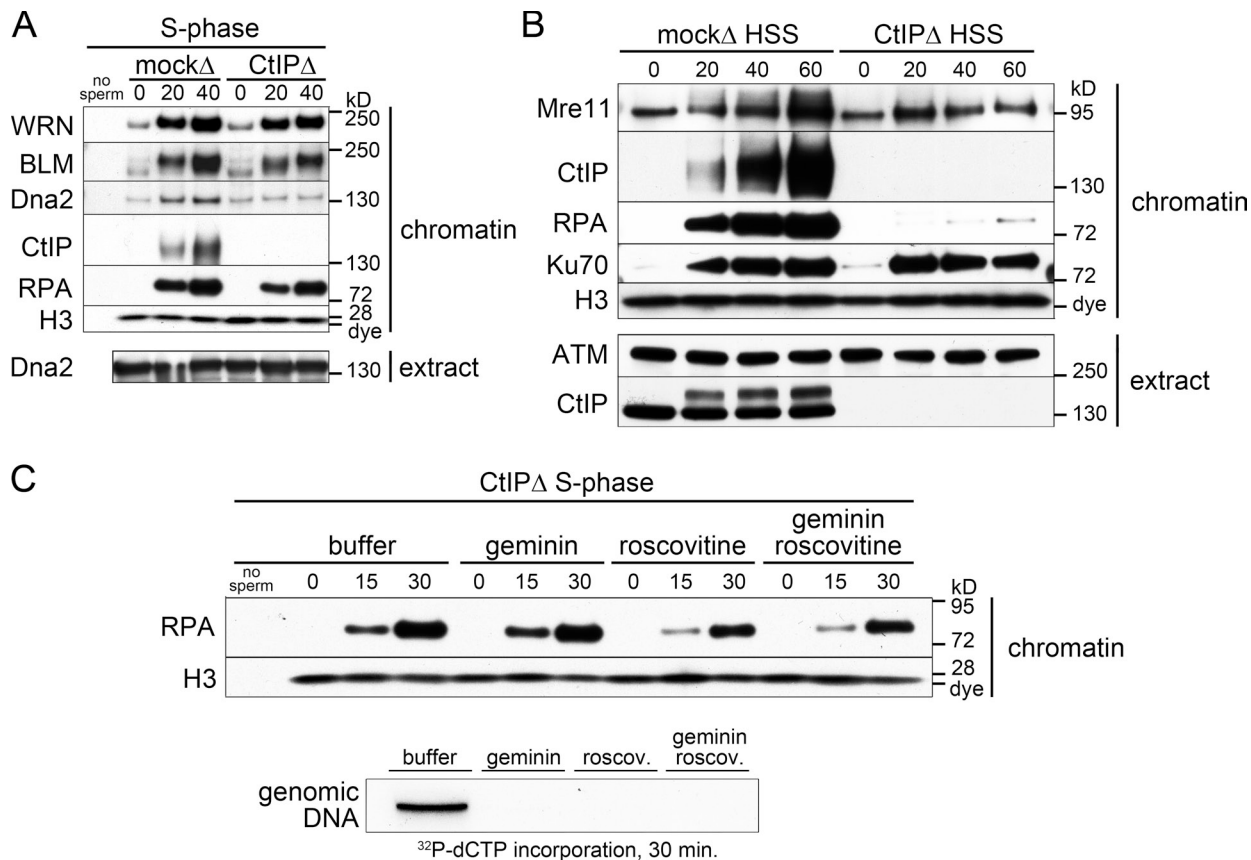 A
S-phase
no sperm
mockΔ CtIPΔ
0 20 40 0 20 40 kD
WRN 250
BLM 250
Dna2 130
CtIP 130
RPA 72
H3 28
dye
chromatin
Dna2 130 extract
B
mockΔ HSS CtIPΔ HSS
0 20 40 60 0 20 40 60 kD
Mre11 95
CtIP 130
RPA 72
Ku70 72
H3 dye
chromatin
ATM 250
CtIP 130
extract
C
CtIPΔ S-phase
buffer geminin roscovitine geminin roscovitine
no sperm 0 15 30 0 15 30 0 15 30 0 15 30 kD
RPA 95
72
H3 28
dye
chromatin
buffer geminin roscov. geminin roscov.
genomic DNA
³²P-dCTP incorporation, 30 min.